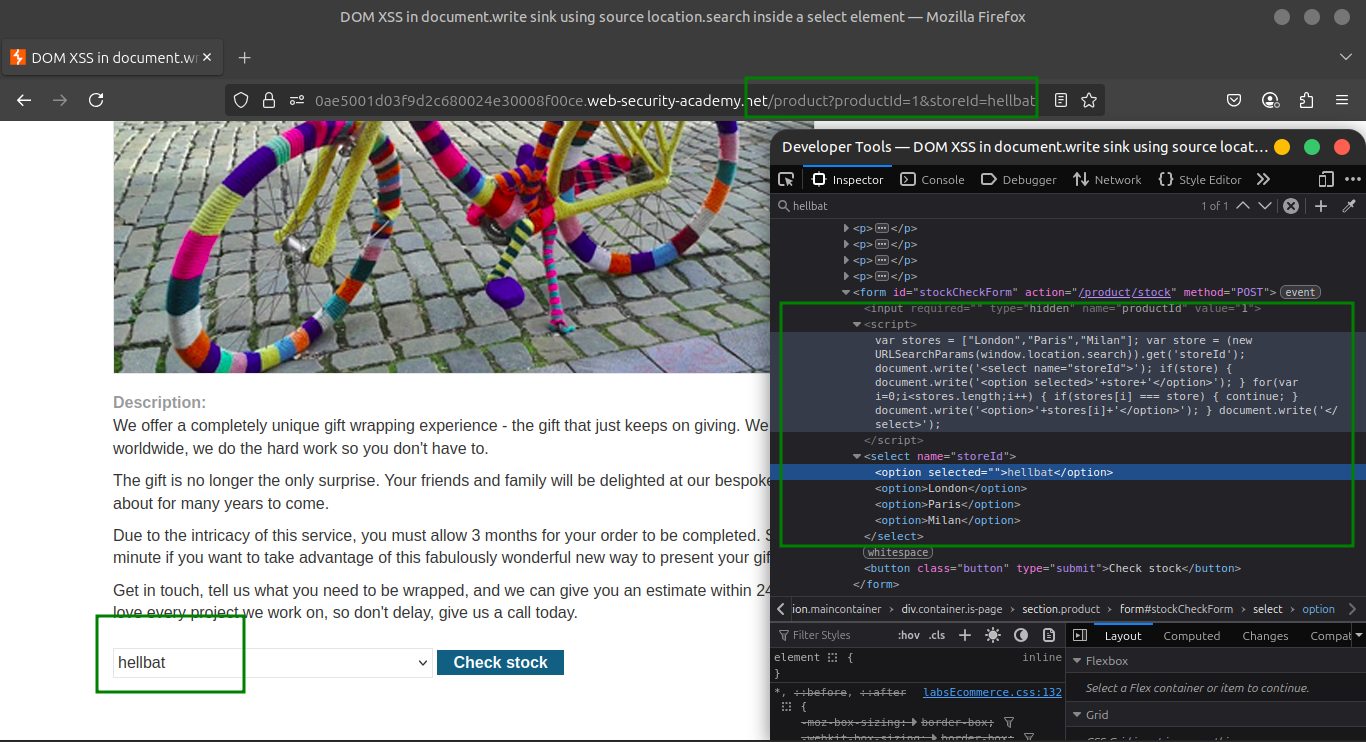 DOM XSS in document.write sink using source location.search inside a select element — Mozilla Firefox
DOM XSS in document.wr
0ae5001d03f9d2c680024e30008f00ce.web-security-academy.net/product?productId=1&storeId=hellbat
Developer Tools — DOM XSS in document.write sink using source locat...
Inspector Console Debugger Network Style Editor
hellbat 1 of 1
<p></p>
<p></p>
<p></p>
<p></p>
<form id="stockCheckForm" action="/product/stock" method="POST"> event
<input required="" type="hidden" name="productId" value="1">
<script>
var stores = ["London","Paris","Milan"]; var store = (new
URLSearchParams(window.location.search)).get('storeId');
document.write('<select name="storeId">'); if(store) {
document.write('<option selected>'+store+'</option>'); } for(var
i=0;i<stores.length;i++) { if(stores[i] === store) { continue; }
document.write('<option>'+stores[i]+'</option>'); } document.write('</
select>');
</script>
<select name="storeId">
<option selected="">hellbat</option>
<option>London</option>
<option>Paris</option>
<option>Milan</option>
</select>
whitespace
<button class="button" type="submit">Check stock</button>
</form>
ion.maincontainer div.container.is-page section.product form#stockCheckForm select option
Filter Styles :hov .cls
Layout Computed Changes Compat
element { inline
}
*, ::before, ::after labsEcommerce.css:132
{
-moz-box-sizing: border-box;
-webkit-box-sizing: border-box;
Flexbox
Select a Flex container or item to continue.
Grid
Description:
We offer a completely unique gift wrapping experience - the gift that just keeps on giving. We
worldwide, we do the hard work so you don't have to.
The gift is no longer the only surprise. Your friends and family will be delighted at our bespoke
about for many years to come.
Due to the intricacy of this service, you must allow 3 months for your order to be completed. S
minute if you want to take advantage of this fabulously wonderful new way to present your gif
Get in touch, tell us what you need to be wrapped, and we can give you an estimate within 24
love every project we work on, so don't delay, give us a call today.
hellbat Check stock